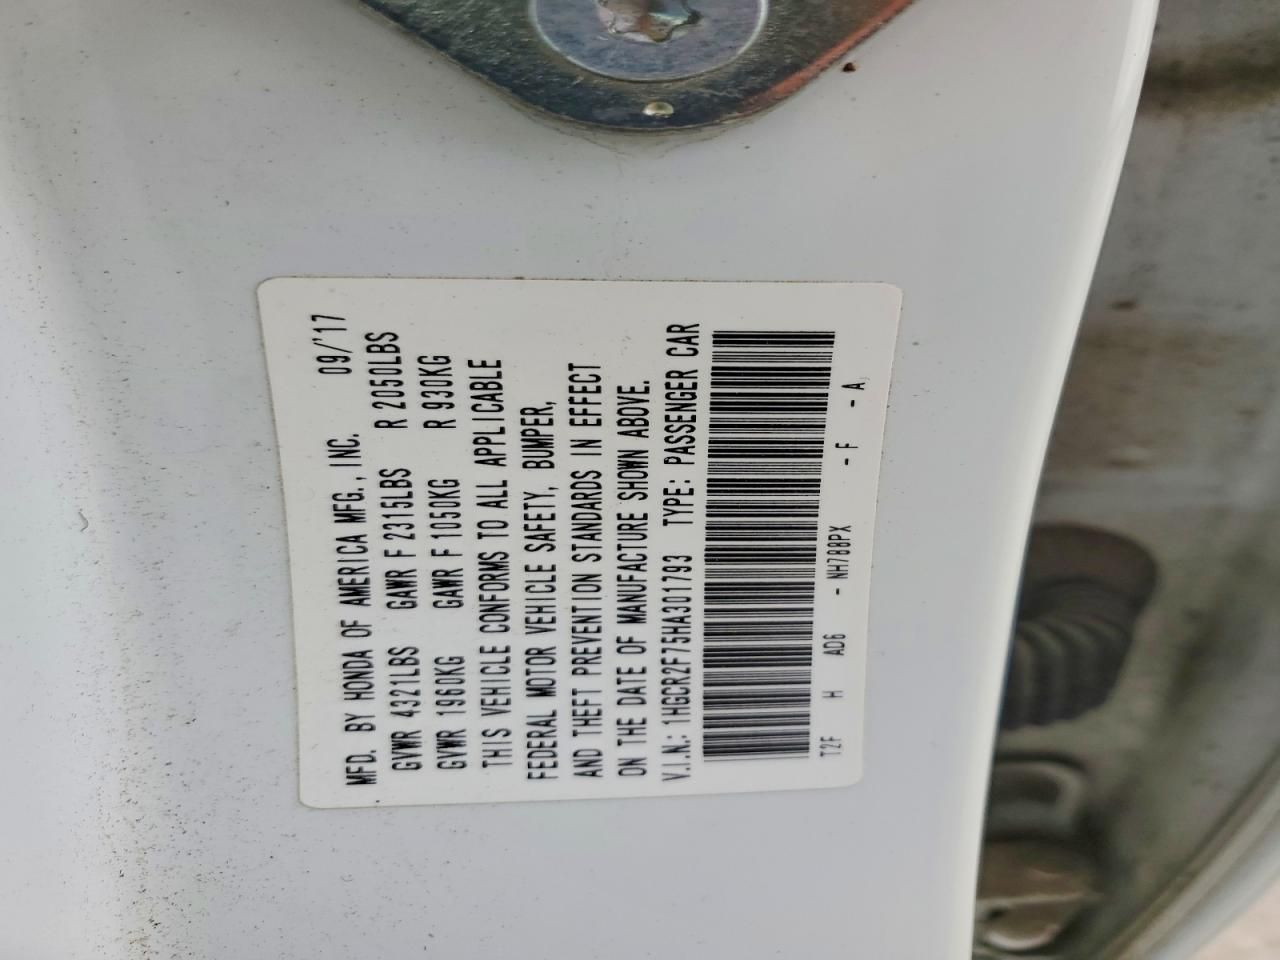 MFD. BY HONDA OF AMERICA MFG., INC. 09/'17
GVWR 4321LBS GAWR F 2315LBS R 2050LBS
GVWR 1960KG GAWR F 1050KG R 930KG
THIS VEHICLE CONFORMS TO ALL APPLICABLE
FEDERAL MOTOR VEHICLE SAFETY, BUMPER,
AND THEFT PREVENTION STANDARDS IN EFFECT
ON THE DATE OF MANUFACTURE SHOWN ABOVE.
V.I.N.: 1HGCR2F75HA301793 TYPE: PASSENGER CAR
T2F H AD6 - NH788PX - F - A